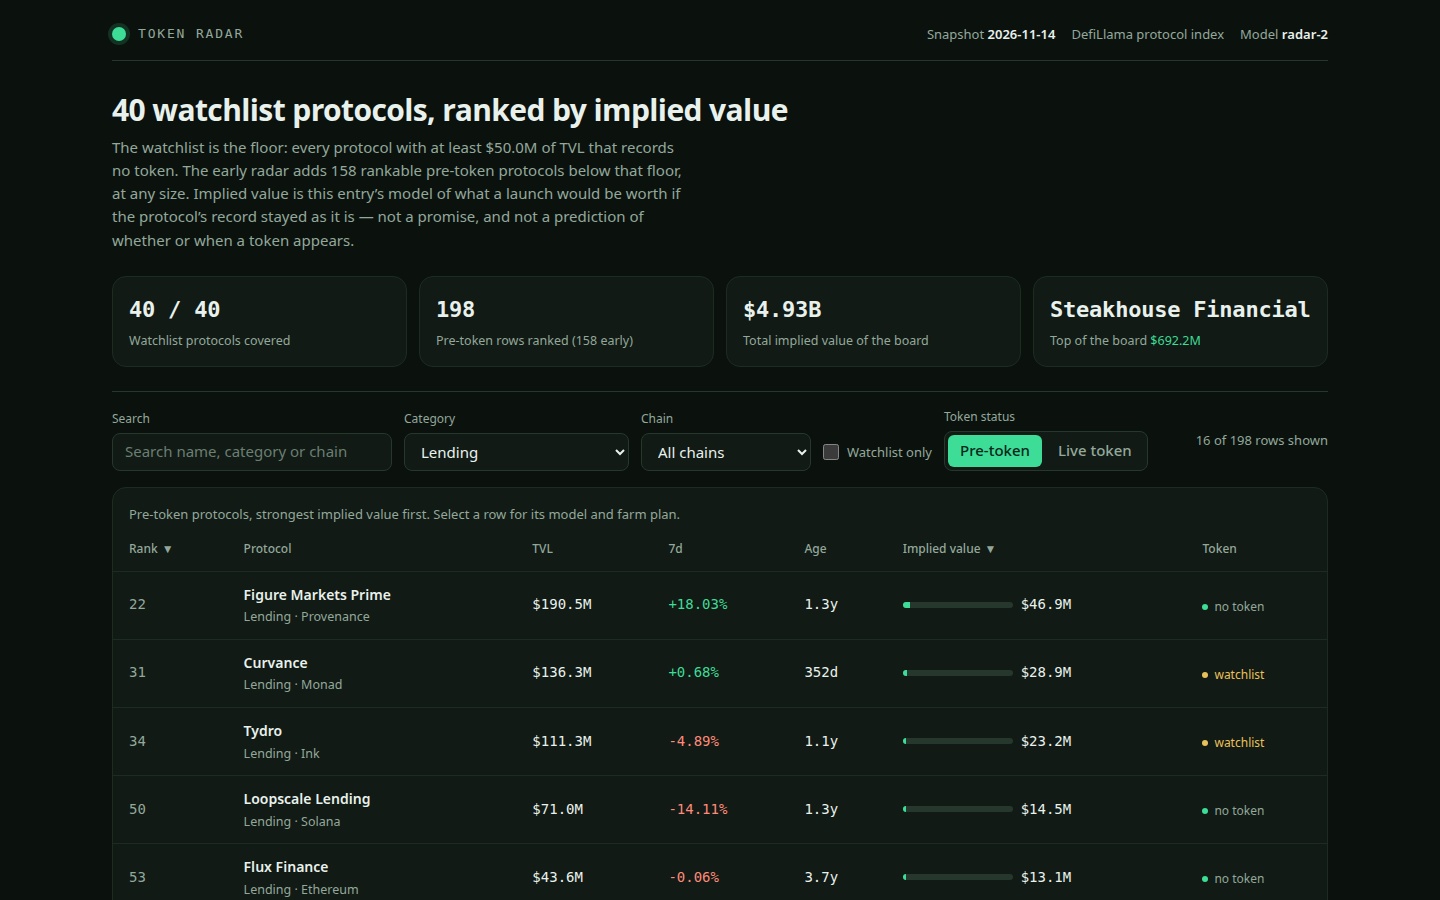 TOKEN RADAR
Snapshot 2026-11-14 DefiLlama protocol index Model radar-2
40 watchlist protocols, ranked by implied value
The watchlist is the floor: every protocol with at least $50.0M of TVL that records
no token. The early radar adds 158 rankable pre-token protocols below that floor,
at any size. Implied value is this entry's model of what a launch would be worth if
the protocol's record stayed as it is — not a promise, and not a prediction of
whether or when a token appears.
40 / 40
Watchlist protocols covered
198
Pre-token rows ranked (158 early)
$4.93B
Total implied value of the board
Steakhouse Financial
Top of the board $692.2M
Search
Search name, category or chain
Category
Lending
Chain
All chains
Watchlist only
Token status
Pre-token Live token
16 of 198 rows shown
Pre-token protocols, strongest implied value first. Select a row for its model and farm plan.
Rank ▼ Protocol TVL 7d Age Implied value ▼ Token
22 Figure Markets Prime $190.5M +18.03% 1.3y $46.9M no token
Lending · Provenance
31 Curvance $136.3M +0.68% 352d $28.9M watchlist
Lending · Monad
34 Tydro $111.3M -4.89% 1.1y $23.2M watchlist
Lending · Ink
50 Loopscale Lending $71.0M -14.11% 1.3y $14.5M no token
Lending · Solana
53 Flux Finance $43.6M -0.06% 3.7y $13.1M no token
Lending · Ethereum